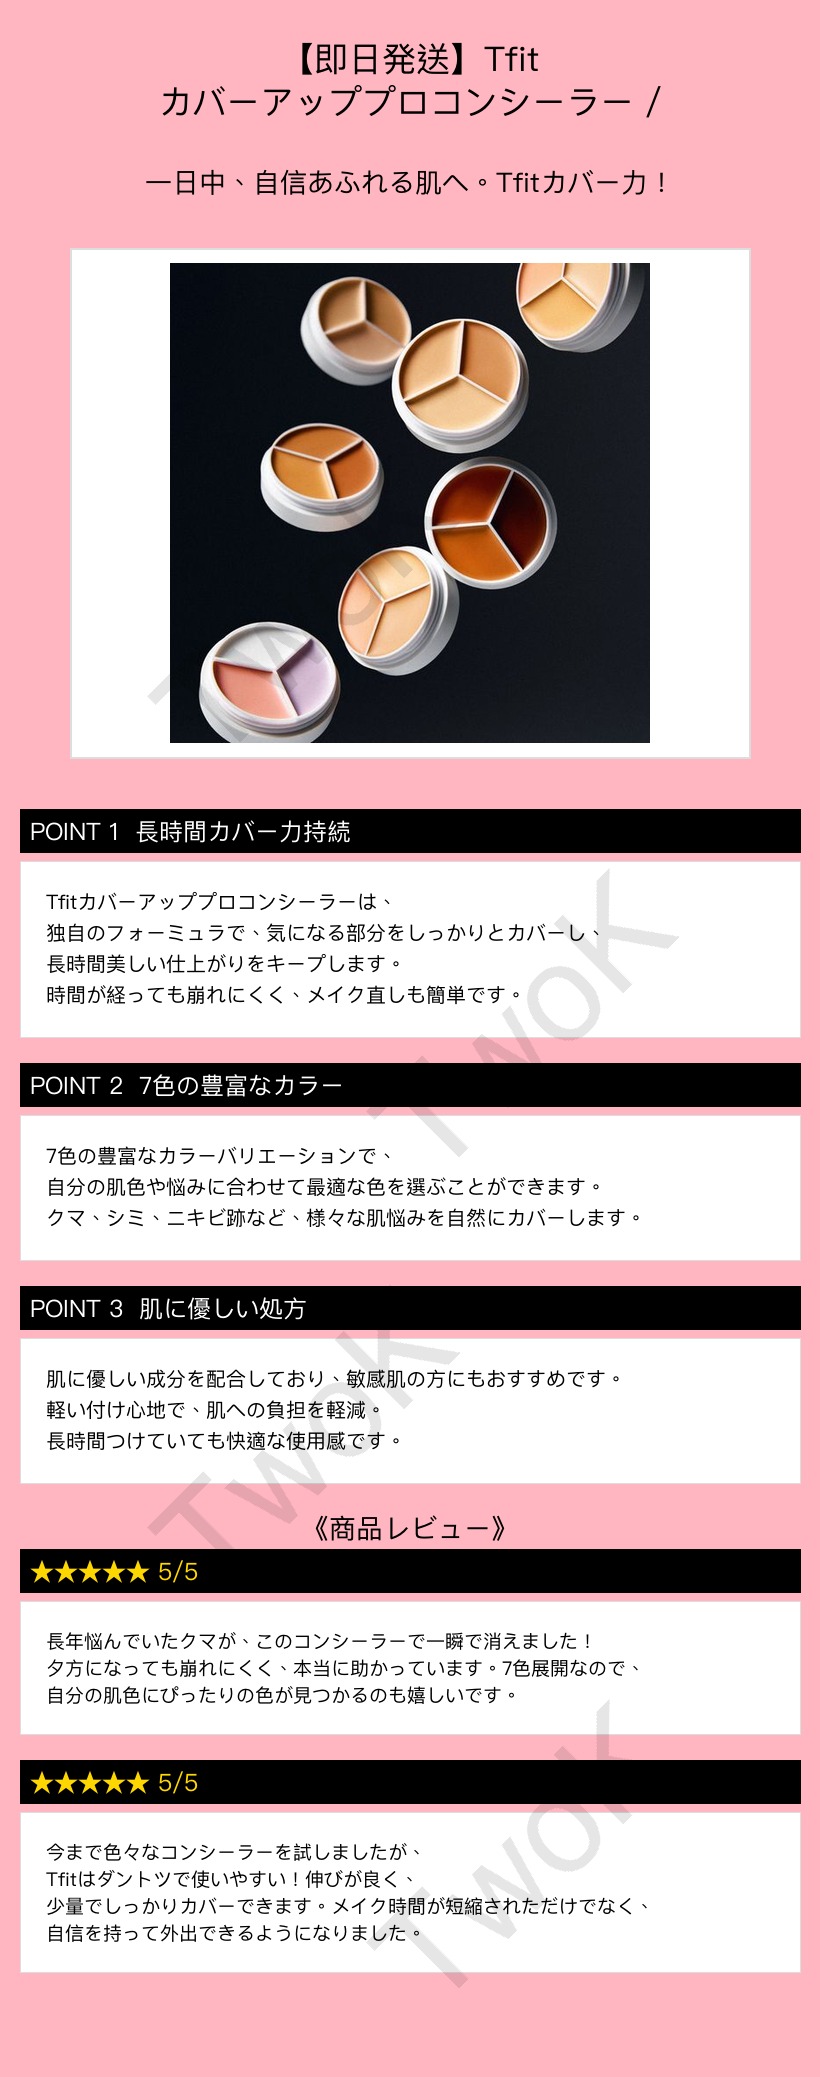 【即日発送】Tfit
カバーアッププロコンシーラー /
一日中、自信あふれる肌へ。Tfitカバー力！
TwoK
POINT 1 長時間カバー力持続
Tfitカバーアッププロコンシーラーは、
独自のフォーミュラで、気になる部分をしっかりとカバーし、
長時間美しい仕上がりをキープします。
時間が経っても崩れにくく、メイク直しも簡単です。
TwoK
POINT 2 7色の豊富なカラー
7色の豊富なカラーバリエーションで、
自分の肌色や悩みに合わせて最適な色を選ぶことができます。
クマ、シミ、ニキビ跡など、様々な肌悩みを自然にカバーします。
POINT 3 肌に優しい処方
肌に優しい成分を配合しており、敏感肌の方にもおすすめです。
軽い付け心地で、肌への負担を軽減。
長時間つけていても快適な使用感です。
TwoK
《商品レビュー》
★★★★★ 5/5
長年悩んでいたクマが、このコンシーラーで一瞬で消えました！
夕方になっても崩れにくく、本当に助かっています。7色展開なので、
自分の肌色にぴったりの色が見つかるのも嬉しいです。
★★★★★ 5/5
今まで色々なコンシーラーを試しましたが、
Tfitはダントツで使いやすい！伸びが良く、
少量でしっかりカバーできます。メイク時間が短縮されただけでなく、
自信を持って外出できるようになりました。
TwoK